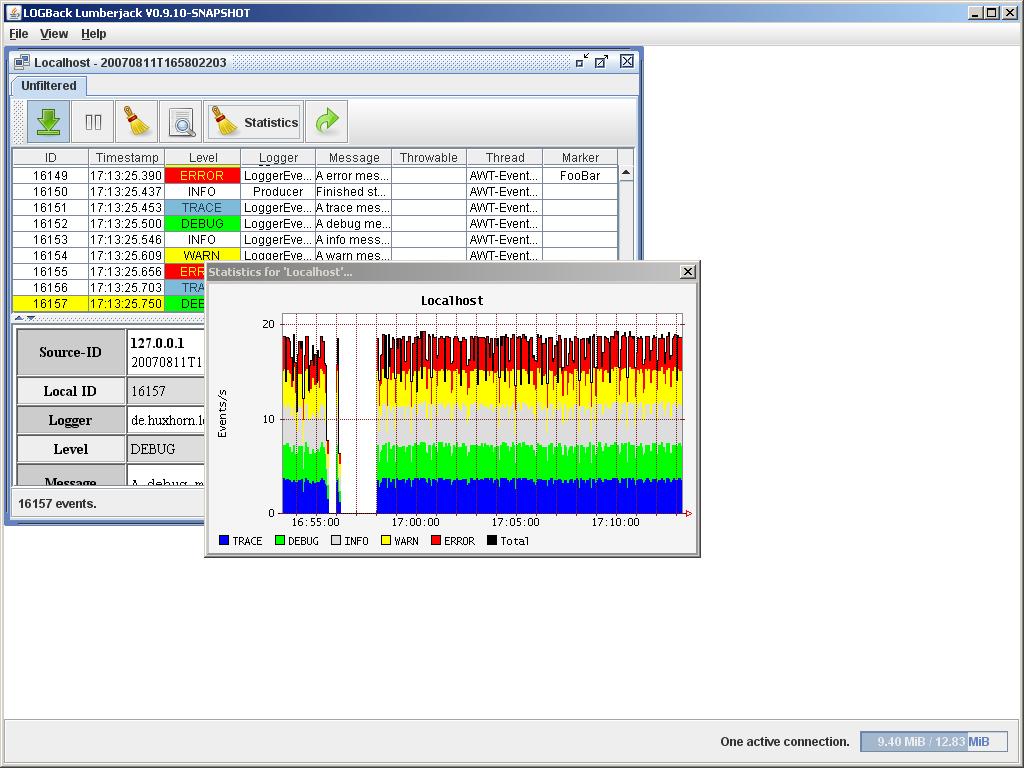 LOGBack Lumberjack V0.9.10-SNAPSHOT
File View Help
Localhost - 20070811T165802203
Unfiltered
Statistics
ID Timestamp Level Logger Message Throwable Thread Marker
16149 17:13:25.390 ERROR LoggerEve... A error mes... AWT-Event... FooBar
16150 17:13:25.437 INFO Producer Finished st... AWT-Event...
16151 17:13:25.453 TRACE LoggerEve... A trace mes... AWT-Event...
16152 17:13:25.500 DEBUG LoggerEve... A debug me... AWT-Event...
16153 17:13:25.546 INFO LoggerEve... A info mess... AWT-Event...
16154 17:13:25.609 WARN LoggerEve... A warn mes... AWT-Event...
16155 17:13:25.656 ERR
16156 17:13:25.703 TRA
16157 17:13:25.750 DEE
Source-ID 127.0.0.1
20070811T1
Local ID 16157
Logger de.huxhorn.l
Level DEBUG
Message A debug m
16157 events.
Statistics for 'Localhost'...
Localhost
Events/s
20
10
0
16:55:00 17:00:00 17:05:00 17:10:00
TRACE DEBUG INFO WARN ERROR Total
One active connection. 9.40 MiB / 12.83 MiB